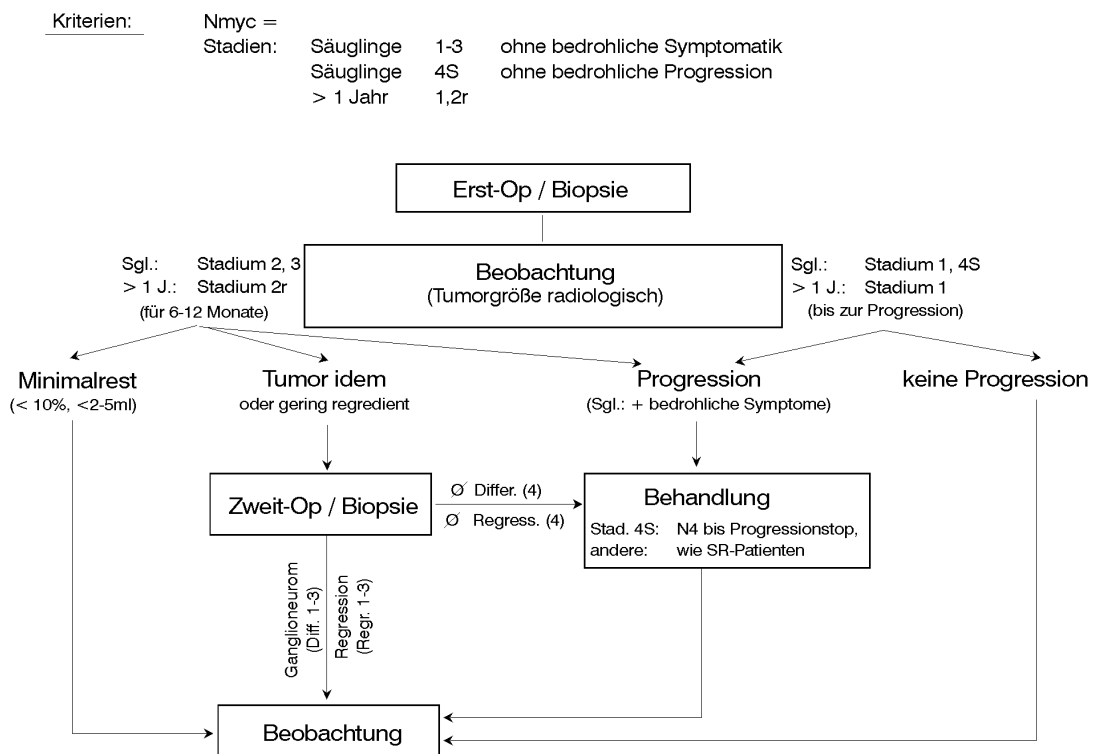 Kriterien: Nmyc =
Stadien: Säuglinge 1-3 ohne bedrohliche Symptomatik
Säuglinge 4S ohne bedrohliche Progression
> 1 Jahr 1,2r
Erst-Op / Biopsie
Sgl.: Stadium 2, 3
> 1 J.: Stadium 2r
(für 6-12 Monate)
Beobachtung
(Tumorgröße radiologisch)
Sgl.: Stadium 1, 4S
> 1 J.: Stadium 1
(bis zur Progression)
Minimalrest
(< 10%, <2-5ml)
Tumor idem
oder gering regredient
Progression
(Sgl.: + bedrohliche Symptome)
keine Progression
Zweit-Op / Biopsie
Ø Differ. (4)
Ø Regress. (4)
Behandlung
Stad. 4S: N4 bis Progressionstop,
andere: wie SR-Patienten
Ganglioneurom
(Diff. 1-3)
Regression
(Regr. 1-3)
Beobachtung